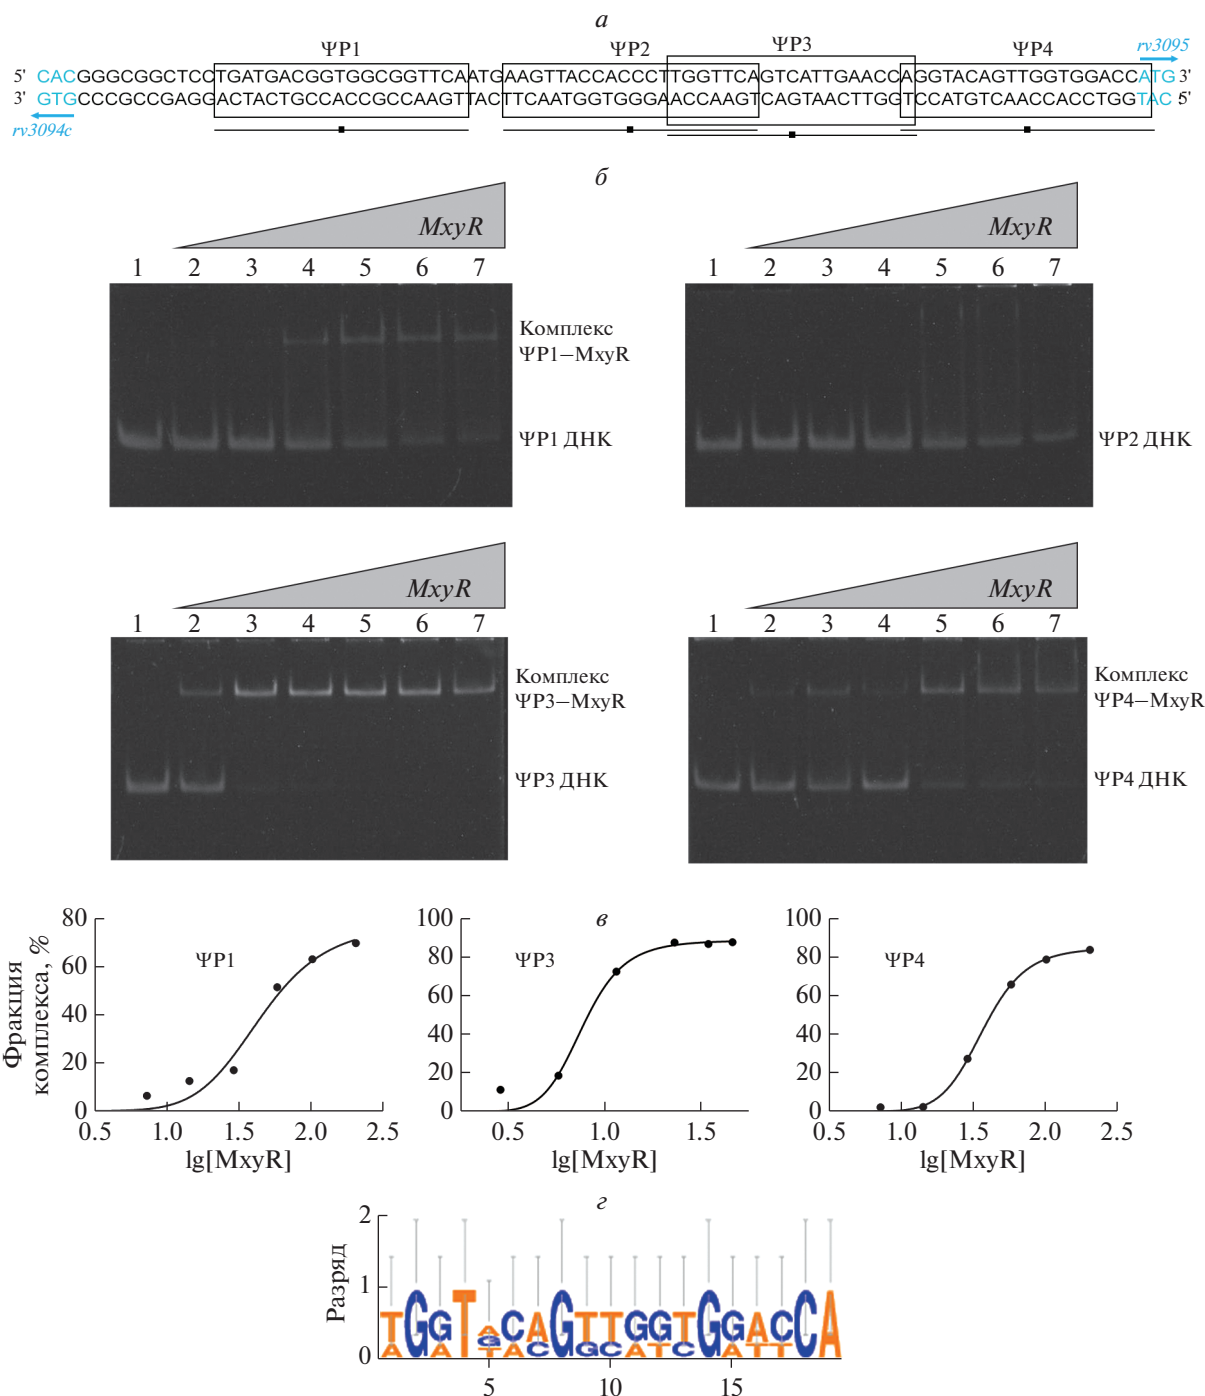 а
ΨP1 ΨP2 ΨP3 ΨP4 rv3095
5' CACGGGCGGCTCCTGATGACGGTGGCGGTTCAATGAAGTTACCACCCTTGGTTCAGTCATTGAACCAGGTACAGTTGGTGGACCATG 3'
3' GTGCCCGCCGAGGACTACTGCCACCGCCAAGTTACTTCAATGGTGGGAACCAAGTCAGTAACTTGGTCCATGTCAACCACCTGGTAC 5'
rv3094c
б
MxyR
1 2 3 4 5 6 7
Комплекс
ΨP1–MxyR
ΨP1 ДНК
MxyR
1 2 3 4 5 6 7
ΨP2 ДНК
MxyR
1 2 3 4 5 6 7
Комплекс
ΨP3–MxyR
ΨP3 ДНК
MxyR
1 2 3 4 5 6 7
Комплекс
ΨP4–MxyR
ΨP4 ДНК
в
Фракция
комплекса, %
80
60
40
20
0
ΨP1
0.5 1.0 1.5 2.0 2.5
lg[MxyR]
100
80
60
40
20
0
ΨP3
0.5 1.0 1.5
lg[MxyR]
100
80
60
40
20
0
ΨP4
0.5 1.0 1.5 2.0 2.5
lg[MxyR]
г
Разряд
2
1
0
TGGTACAGTTGGTGGACCA
5 10 15